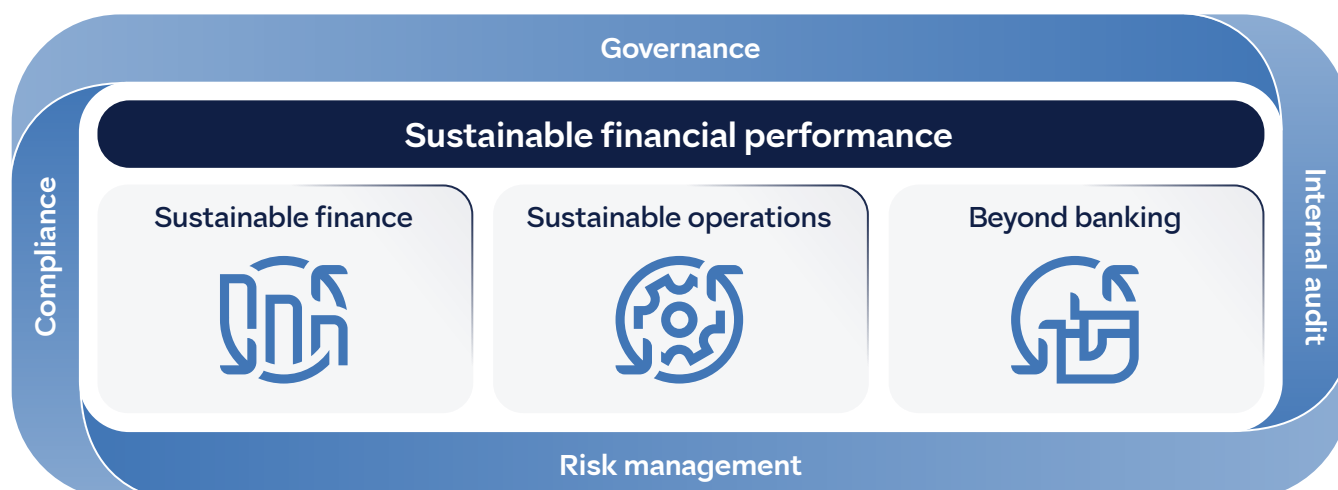 Governance
Sustainable financial performance
Compliance
Sustainable finance
Sustainable operations
Beyond banking
Internal audit
Risk management